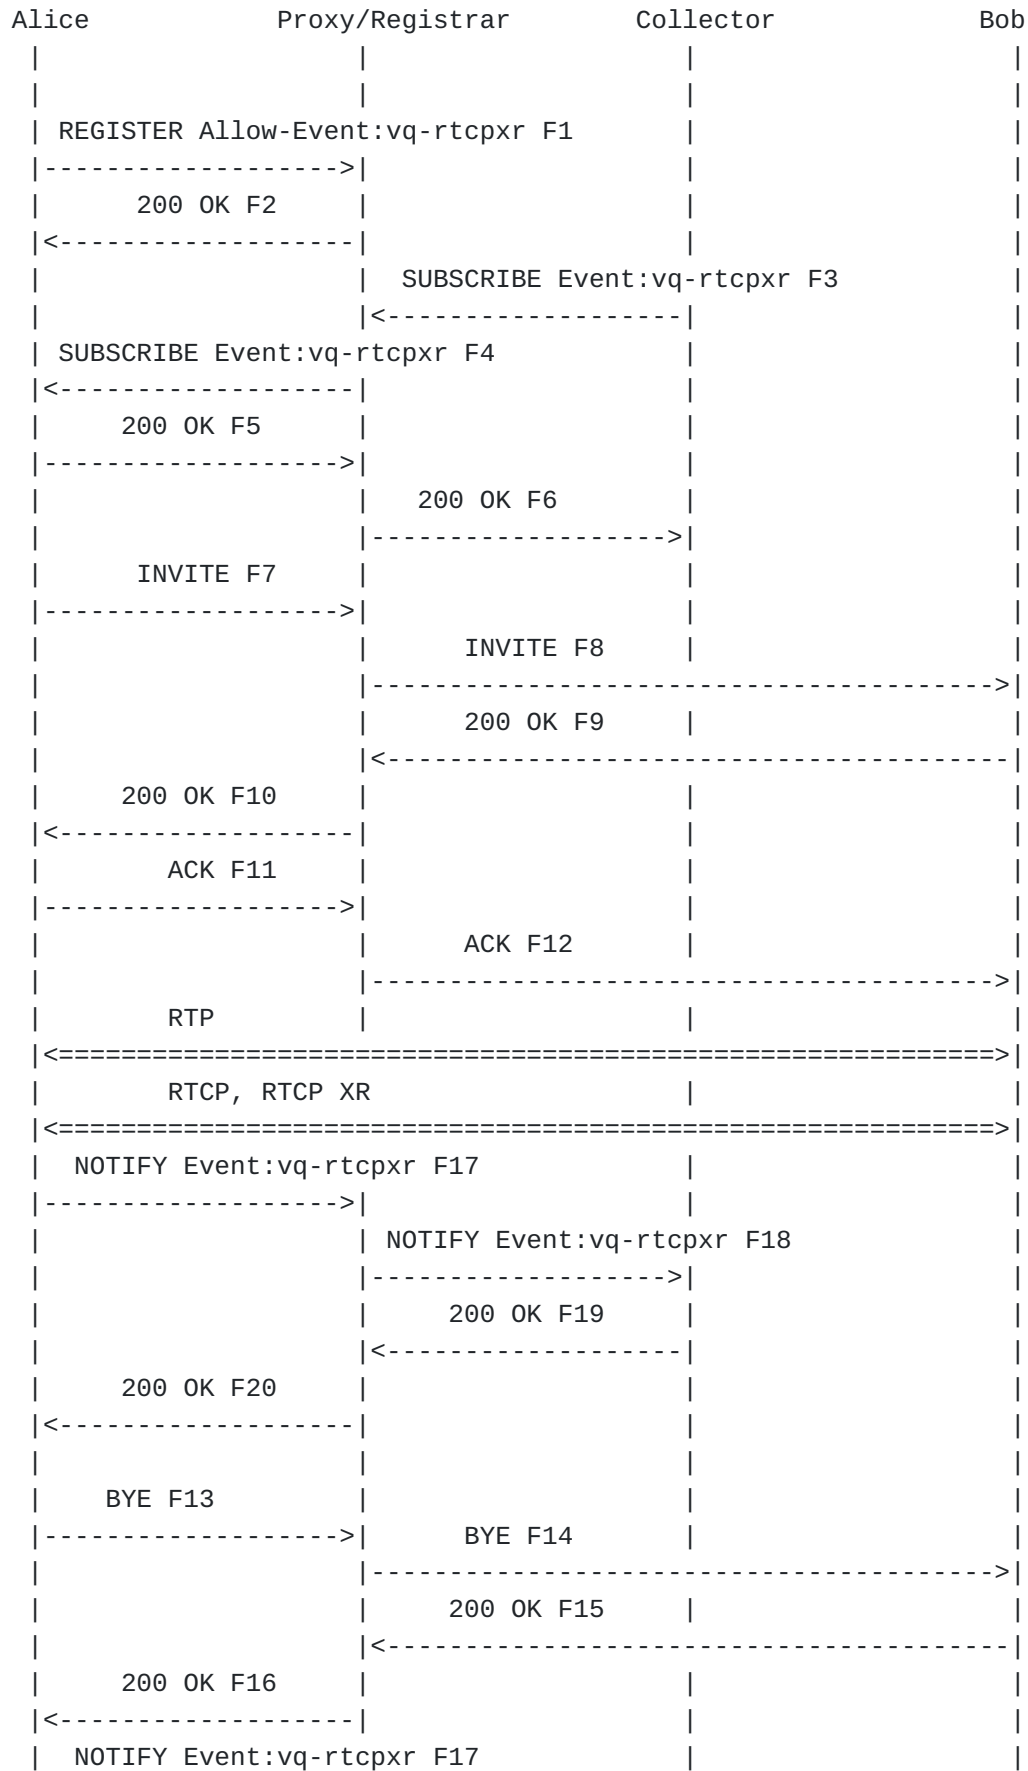 Alice            Proxy/Registrar        Collector             Bob
 |                    |                    |                    |
 |                    |                    |                    |
 | REGISTER Allow-Event:vq-rtcpxr F1       |                    |
 |------------------->|                    |                    |
 |      200 OK F2     |                    |                    |
 |<-------------------|                    |                    |
 |                    |  SUBSCRIBE Event:vq-rtcpxr F3           |
 |                    |<-------------------|                    |
 | SUBSCRIBE Event:vq-rtcpxr F4            |                    |
 |<-------------------|                    |                    |
 |     200 OK F5      |                    |                    |
 |------------------->|                    |                    |
 |                    |   200 OK F6        |                    |
 |                    |------------------->|                    |
 |      INVITE F7     |                    |                    |
 |------------------->|                    |                    |
 |                    |      INVITE F8     |                    |
 |                    |---------------------------------------->|
 |                    |      200 OK F9     |                    |
 |                    |<----------------------------------------|
 |     200 OK F10     |                    |                    |
 |<-------------------|                    |                    |
 |        ACK F11     |                    |                    |
 |------------------->|                    |                    |
 |                    |      ACK F12       |                    |
 |                    |---------------------------------------->|
 |        RTP         |                    |                    |
 |<============================================================>|
 |        RTCP, RTCP XR                    |                    |
 |<============================================================>|
 |  NOTIFY Event:vq-rtcpxr F17             |                    |
 |------------------->|                    |                    |
 |                    | NOTIFY Event:vq-rtcpxr F18              |
 |                    |------------------->|                    |
 |                    |     200 OK F19     |                    |
 |                    |<-------------------|                    |
 |     200 OK F20     |                    |                    |
 |<-------------------|                    |                    |
 |                    |                    |                    |
 |    BYE F13         |                    |                    |
 |------------------->|      BYE F14       |                    |
 |                    |---------------------------------------->|
 |                    |     200 OK F15     |                    |
 |                    |<----------------------------------------|
 |     200 OK F16     |                    |                    |
 |<-------------------|                    |                    |
 |  NOTIFY Event:vq-rtcpxr F17             |                    |